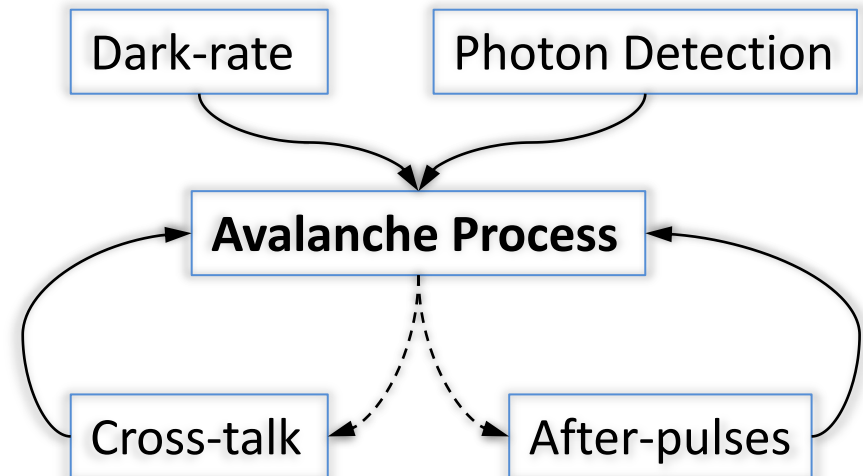 Dark-rate
Photon Detection
Avalanche Process
Cross-talk
After-pulses